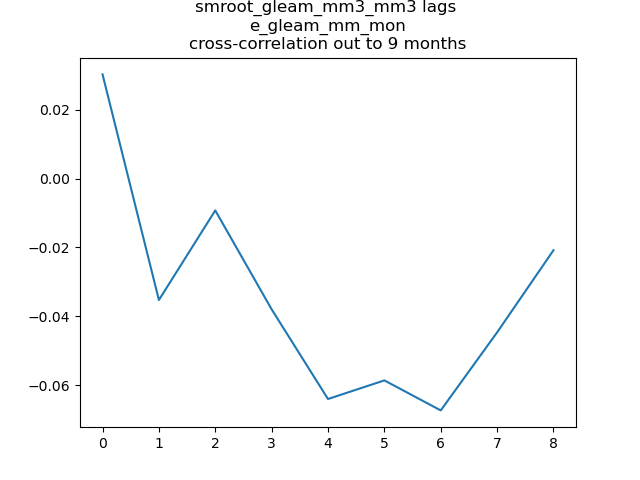 smroot_gleam_mm3_mm3 lags
e_gleam_mm_mon
cross-correlation out to 9 months
0.02
0.00
−0.02
−0.04
−0.06
0 1 2 3 4 5 6 7 8